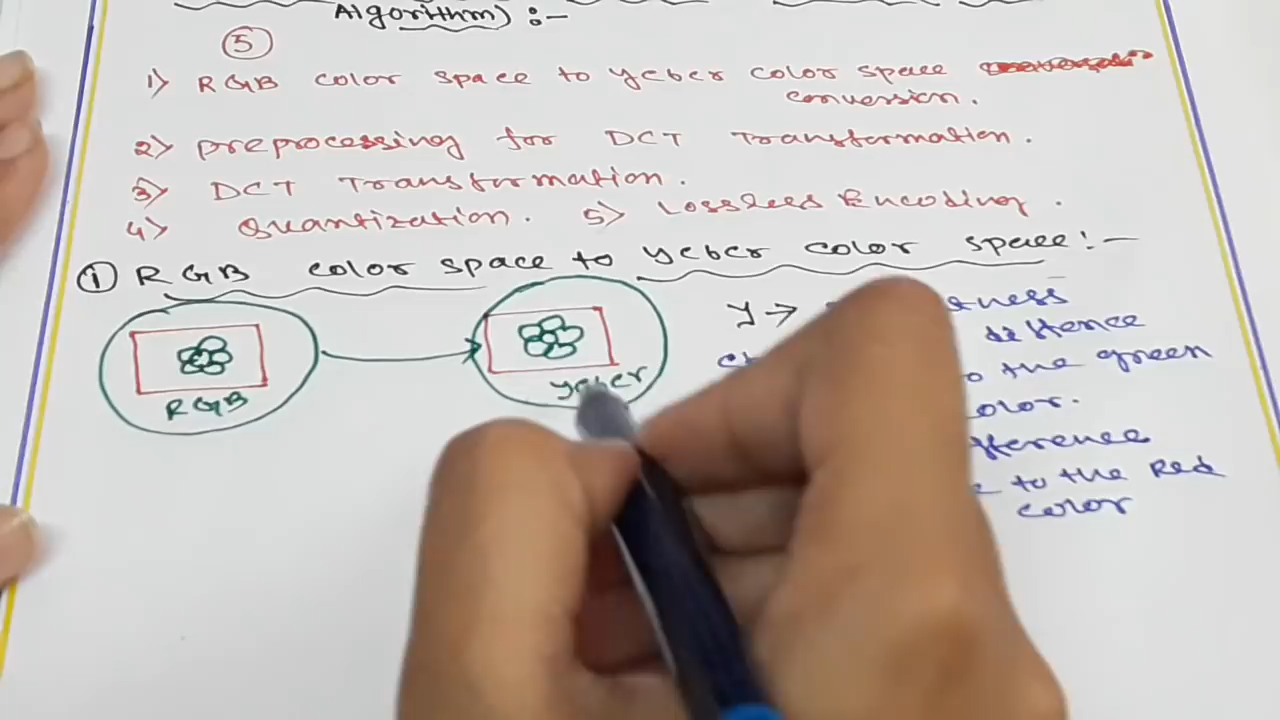 Algorithm) :-
5
1) RGB color space to ycbcr color space
conversion.
2) preprocessing for DCT Transformation.
3) DCT Transformation.
4) Quantization. 5) Lossless Encoding.
① RGB color space to ycbcr color space :-
y →
difference
to the green
color.
RGB
ycbcr
to the Red
color